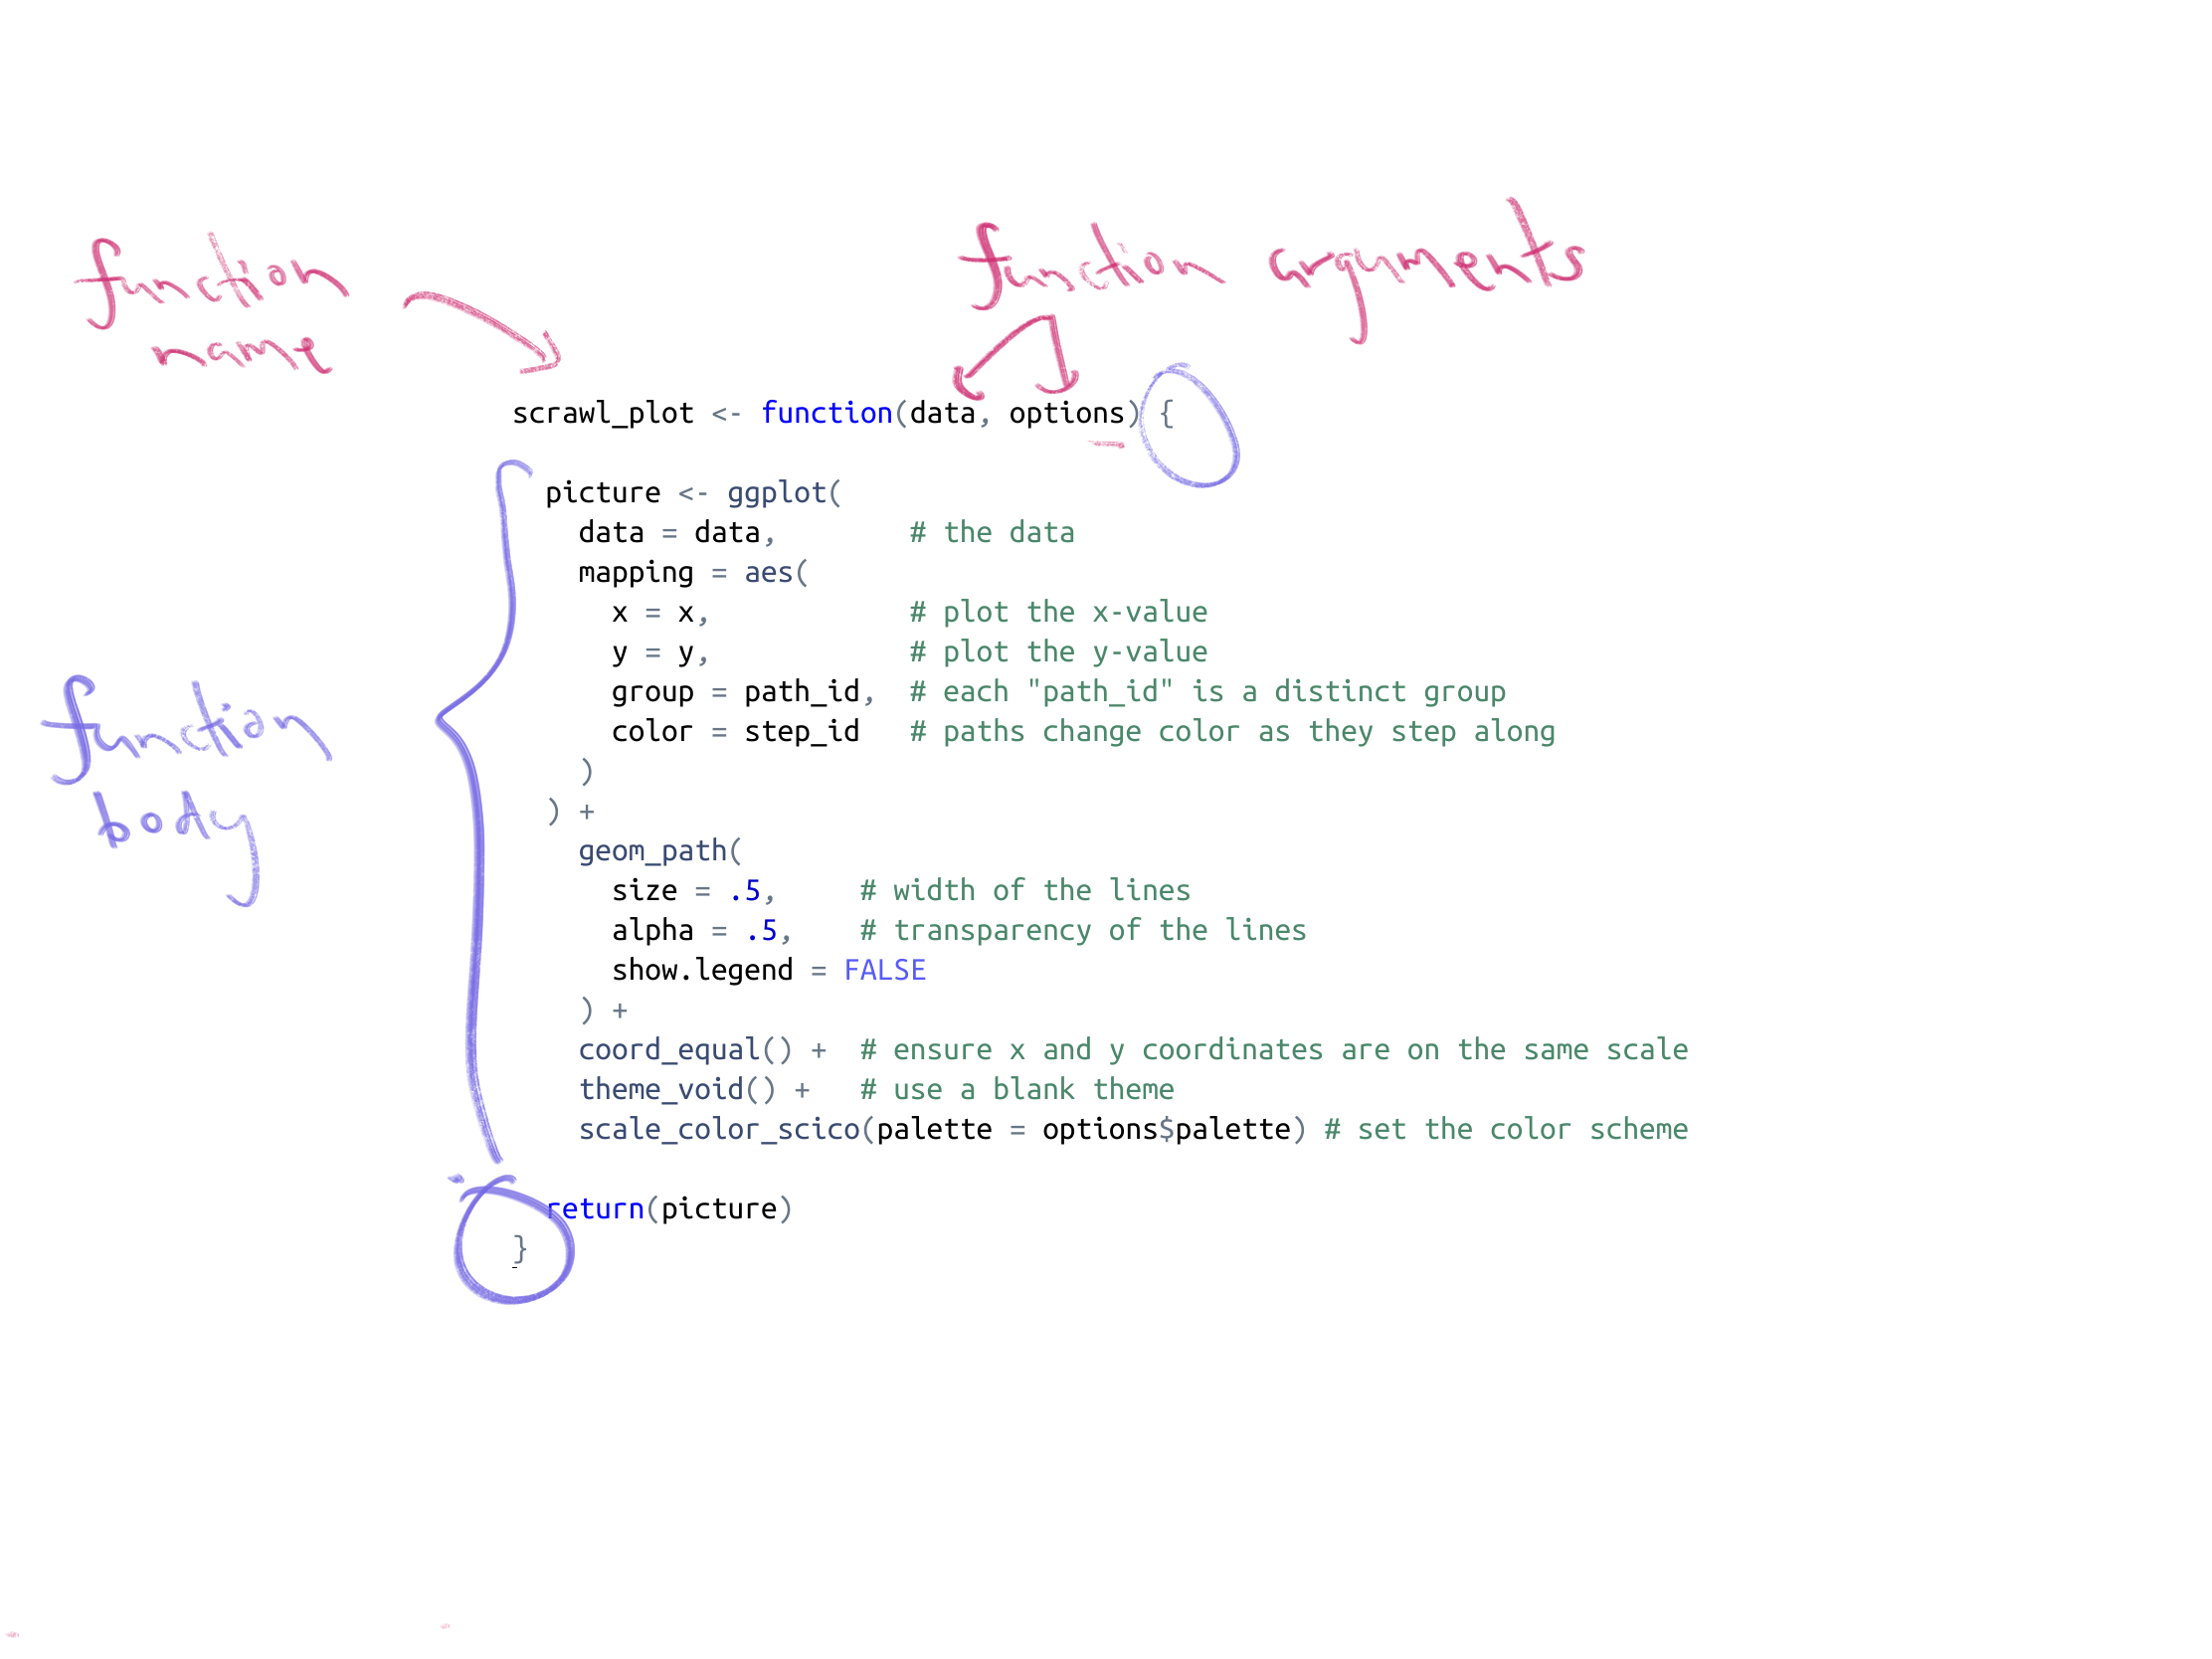 function
name
function arguments
scrawl_plot <- function(data, options) {
picture <- ggplot(
data = data,        # the data
mapping = aes(
x = x,            # plot the x-value
y = y,            # plot the y-value
group = path_id,  # each "path_id" is a distinct group
color = step_id   # paths change color as they step along
)
) +
function
body
geom_path(
size = .5,     # width of the lines
alpha = .5,    # transparency of the lines
show.legend = FALSE
) +
coord_equal() +  # ensure x and y coordinates are on the same scale
theme_void() +   # use a blank theme
scale_color_scico(palette = options$palette) # set the color scheme
return(picture)
}